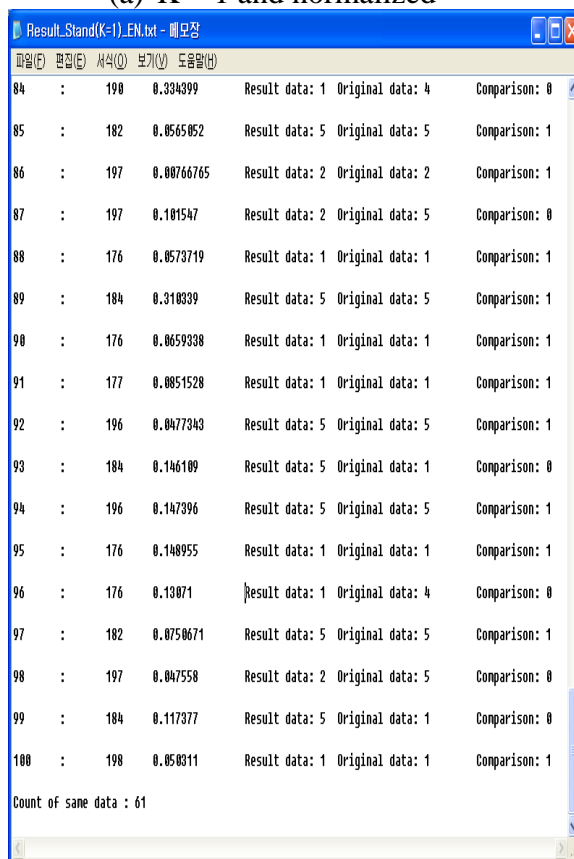 (a) K = 1 and normalized
Result_Stand(K=1)_EN.txt - 메모장
파일(F) 편집(E) 서식(O) 보기(V) 도움말(H)
84 : 190 0.334399 Result data: 1 Original data: 4 Comparison: 0
85 : 182 0.0565052 Result data: 5 Original data: 5 Comparison: 1
86 : 197 0.00766765 Result data: 2 Original data: 2 Comparison: 1
87 : 197 0.101547 Result data: 2 Original data: 5 Comparison: 0
88 : 176 0.0573719 Result data: 1 Original data: 1 Comparison: 1
89 : 184 0.310339 Result data: 5 Original data: 5 Comparison: 1
90 : 176 0.0659338 Result data: 1 Original data: 1 Comparison: 1
91 : 177 0.0851528 Result data: 1 Original data: 1 Comparison: 1
92 : 196 0.0477343 Result data: 5 Original data: 5 Comparison: 1
93 : 184 0.146109 Result data: 5 Original data: 1 Comparison: 0
94 : 196 0.147396 Result data: 5 Original data: 5 Comparison: 1
95 : 176 0.148955 Result data: 1 Original data: 1 Comparison: 1
96 : 176 0.13071 Result data: 1 Original data: 4 Comparison: 0
97 : 182 0.0750671 Result data: 5 Original data: 5 Comparison: 1
98 : 197 0.047558 Result data: 2 Original data: 5 Comparison: 0
99 : 184 0.117377 Result data: 5 Original data: 1 Comparison: 0
100 : 198 0.050311 Result data: 1 Original data: 1 Comparison: 1
Count of same data : 61